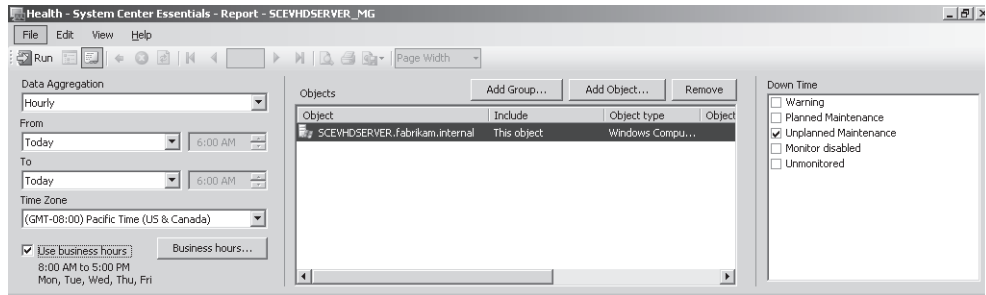 Health - System Center Essentials - Report - SCEVHDSERVER_MG
File Edit View Help
Run Page Width
Data Aggregation
Hourly
From
Today 6:00 AM
To
Today 6:00 AM
Time Zone
(GMT-08:00) Pacific Time (US & Canada)
Use business hours Business hours...
8:00 AM to 5:00 PM
Mon, Tue, Wed, Thu, Fri
Objects Add Group... Add Object... Remove
Object Include Object type Object
SCEVHDSERVER.fabrikam.internal This object Windows Compu...
Down Time
Warning
Planned Maintenance
Unplanned Maintenance
Monitor disabled
Unmonitored